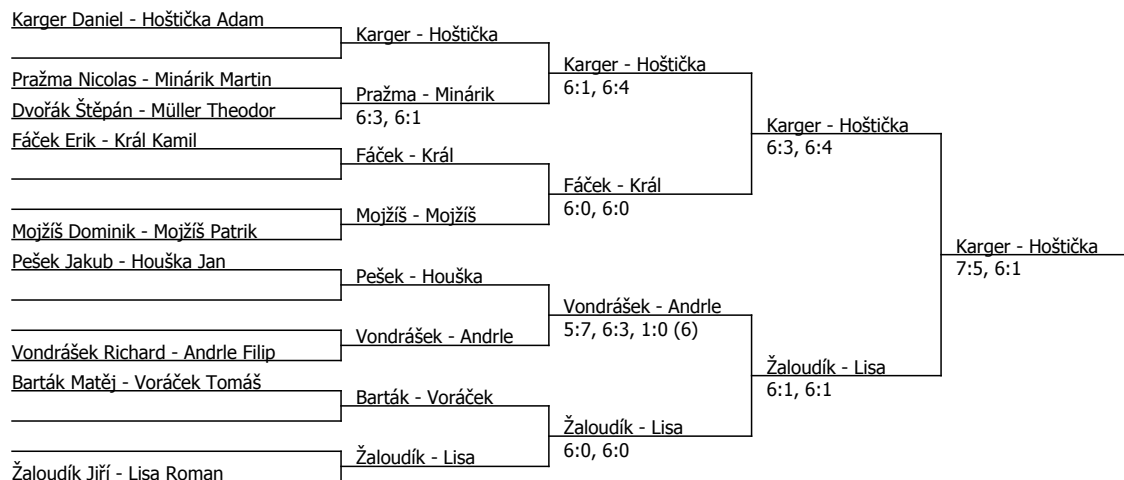 Karger Daniel - Hoštička Adam
Pražma Nicolas - Minárik Martin
Dvořák Štěpán - Müller Theodor
Fáček Erik - Král Kamil
Mojžíš Dominik - Mojžíš Patrik
Pešek Jakub - Houška Jan
Vondrášek Richard - Andrle Filip
Barták Matěj - Voráček Tomáš
Žaloudík Jiří - Lisa Roman
Karger - Hoštička
Pražma - Minárik
6:3, 6:1
Fáček - Král
Mojžíš - Mojžíš
Pešek - Houška
Vondrášek - Andrle
Barták - Voráček
Žaloudík - Lisa
Karger - Hoštička
6:1, 6:4
Fáček - Král
6:0, 6:0
Vondrášek - Andrle
5:7, 6:3, 1:0 (6)
Žaloudík - Lisa
6:0, 6:0
Karger - Hoštička
6:3, 6:4
Žaloudík - Lisa
6:1, 6:1
Karger - Hoštička
7:5, 6:1